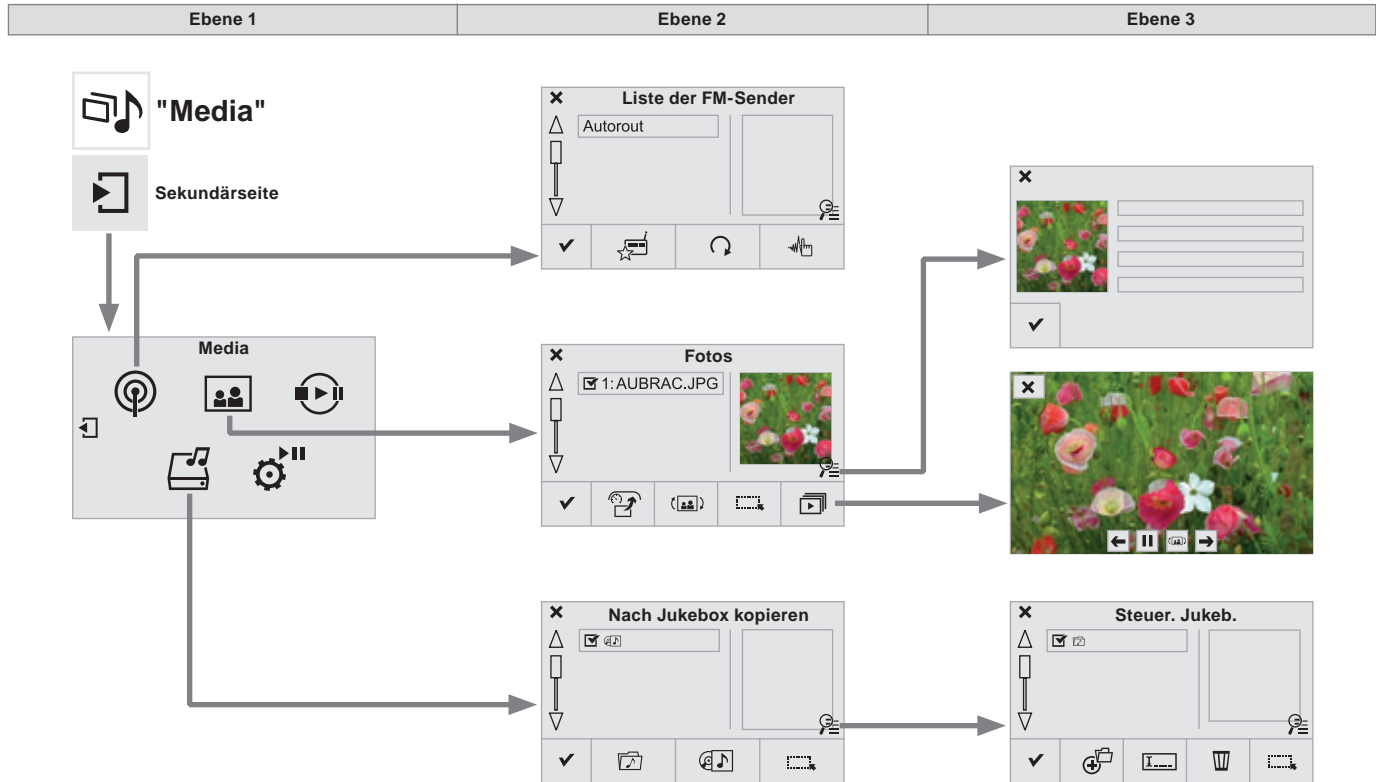 Ebene 1
Ebene 2
Ebene 3
"Media"
Sekundärseite
Media
Liste der FM-Sender
Autorout
Fotos
1: AUBRAC.JPG
Nach Jukebox kopieren
Steuer. Jukeb.